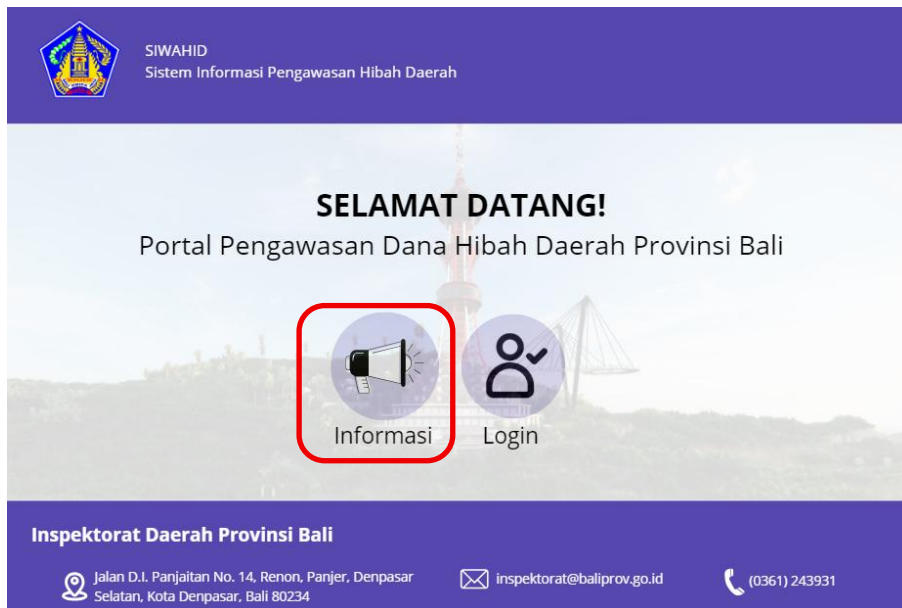 SIWAHID
Sistem Informasi Pengawasan Hibah Daerah
SELAMAT DATANG!
Portal Pengawasan Dana Hibah Daerah Provinsi Bali
Informasi
Login
Inspektorat Daerah Provinsi Bali
Jalan D.I. Panjaitan No. 14, Renon, Panjer, Denpasar
Selatan, Kota Denpasar, Bali 80234
inspektorat@baliprov.go.id
(0361) 243931